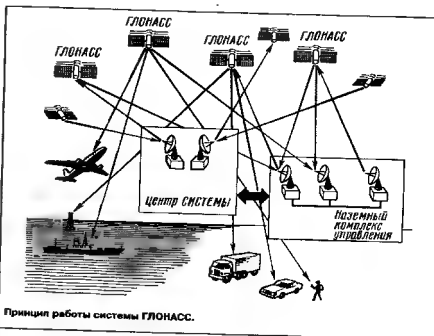 ГЛОНАСС
ГЛОНАСС
ГЛОНАСС
ГЛОНАСС
Центр СИСТЕМЫ
Наземный
комплекс
управления
Принцип работы системы ГЛОНАСС.